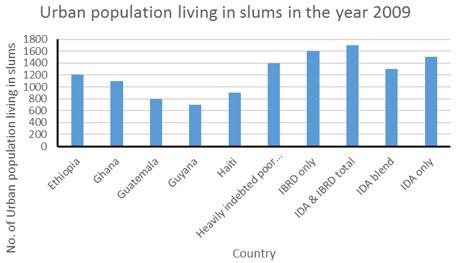 Urban population living in slums in the year 2009
No. of Urban population living in slums
1800
1600
1400
1200
1000
800
600
400
200
0
Ethiopia
Ghana
Guatemala
Guyana
Haiti
Heavily indebted poor...
IBRD only
IDA & IBRD total
IDA blend
IDA only
Country